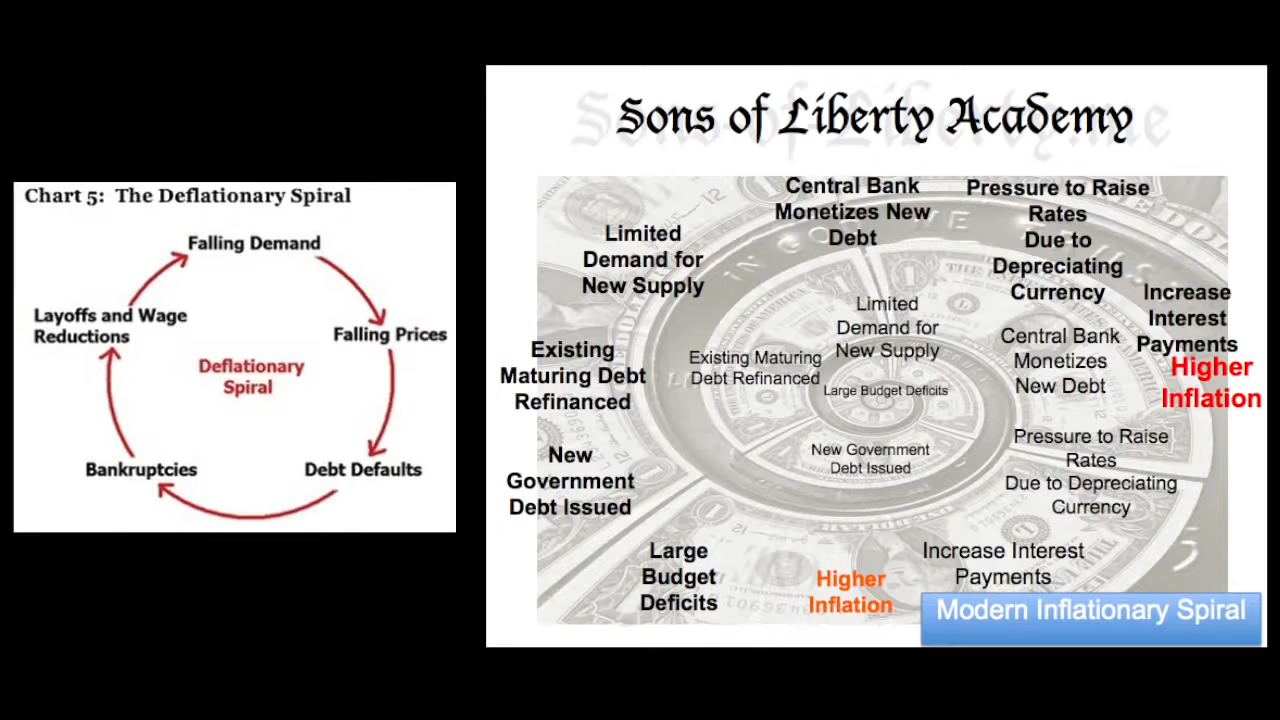 Chart 5: The Deflationary Spiral
Falling Demand
Falling Prices
Debt Defaults
Bankruptcies
Layoffs and Wage
Reductions
Deflationary
Spiral
Sons of Liberty Academy
Large Budget Deficits
New Government
Debt Issued
Existing Maturing
Debt Refinanced
Limited
Demand for
New Supply
Central Bank
Monetizes
New Debt
Pressure to Raise
Rates
Due to Depreciating
Currency
Increase Interest
Payments
Higher
Inflation
Large
Budget
Deficits
New
Government
Debt Issued
Existing
Maturing Debt
Refinanced
Limited
Demand for
New Supply
Central Bank
Monetizes New
Debt
Pressure to Raise
Rates
Due to
Depreciating
Currency
Increase
Interest
Payments
Higher
Inflation
Modern Inflationary Spiral